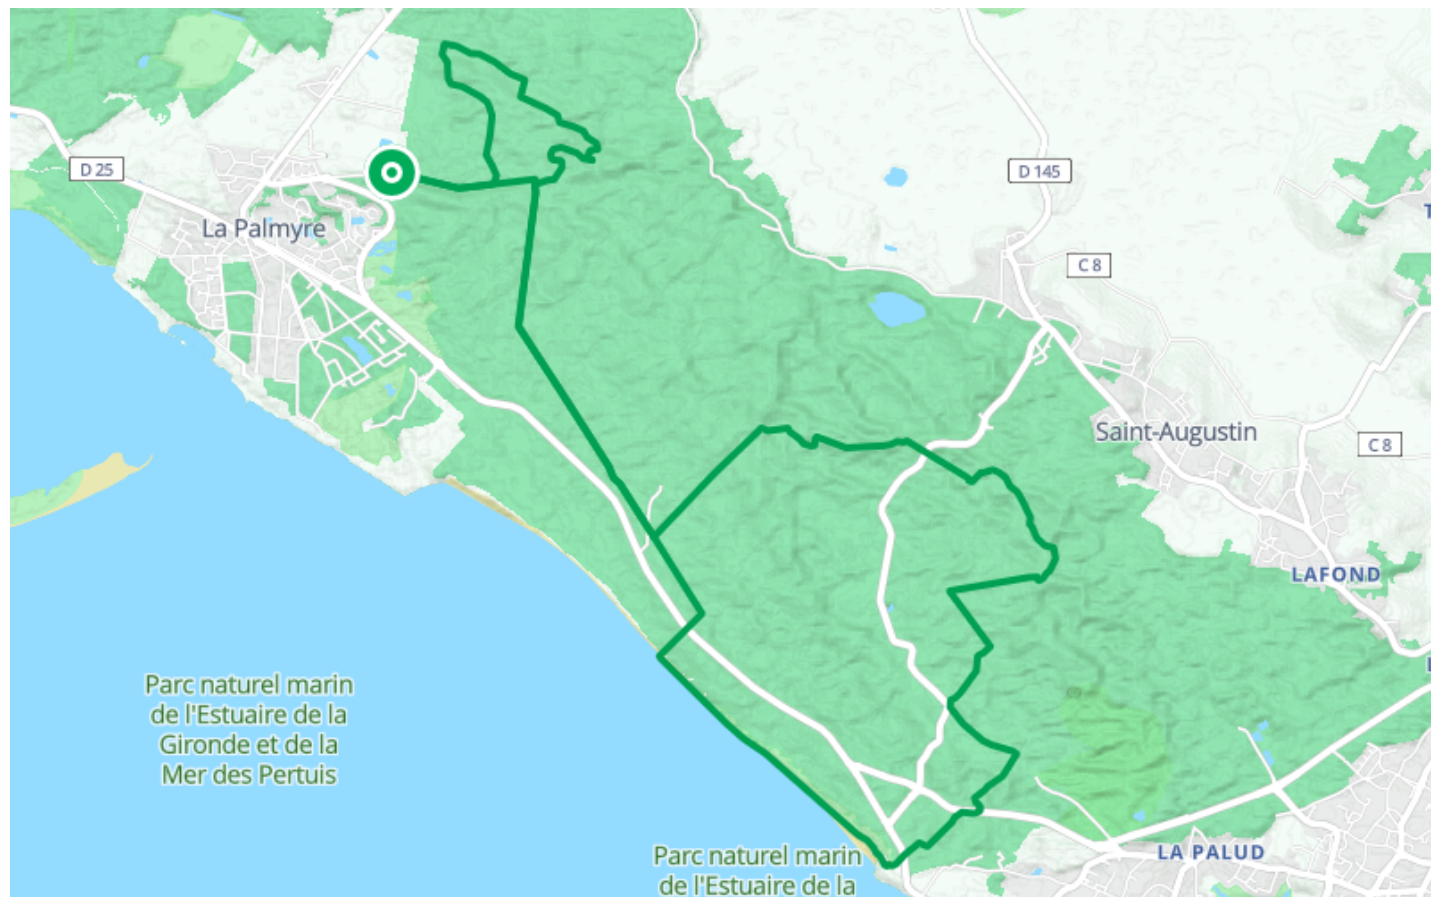 D 25
D 145
T
La Palmyre
C 8
Saint-Augustin
C 8
LAFOND
L
Parc naturel marin
de l'Estuaire de la
Gironde et de la
Mer des Pertuis
Parc naturel marin
de l'Estuaire de la
LA PALUD